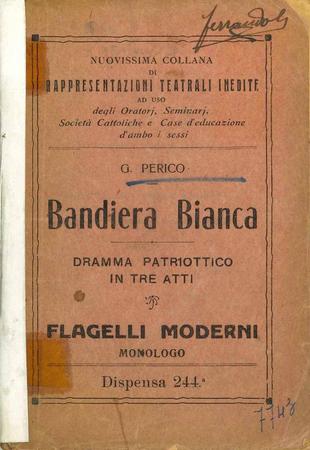 NUOVISSIMA COLLANA
DI
RAPPRESENTAZIONI TEATRALI INEDITE
AD USO
degli Oratorj, Seminarj,
Società Cattoliche e Case d'educazione
d'ambo i sessi
G. PERICO
Bandiera Bianca
DRAMMA PATRIOTTICO
IN TRE ATTI
FLAGELLI MODERNI
MONOLOGO
Dispensa 244.ª